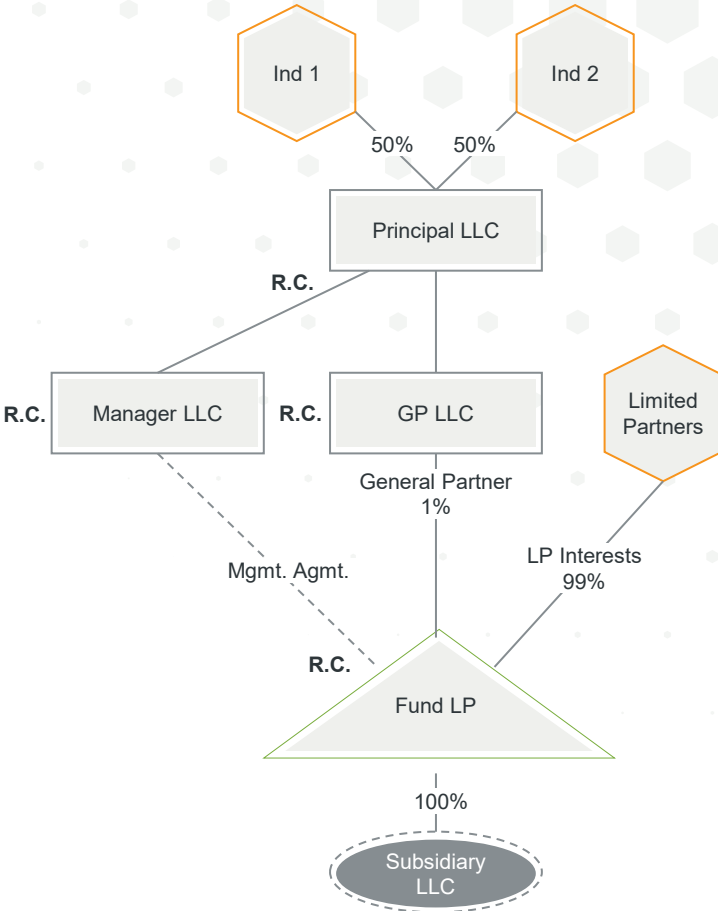 Ind 1
Ind 2
50%
50%
Principal LLC
R.C.
R.C.
Manager LLC
R.C.
GP LLC
Limited
Partners
General Partner
1%
LP Interests
99%
Mgmt. Agmt.
R.C.
Fund LP
100%
Subsidiary
LLC